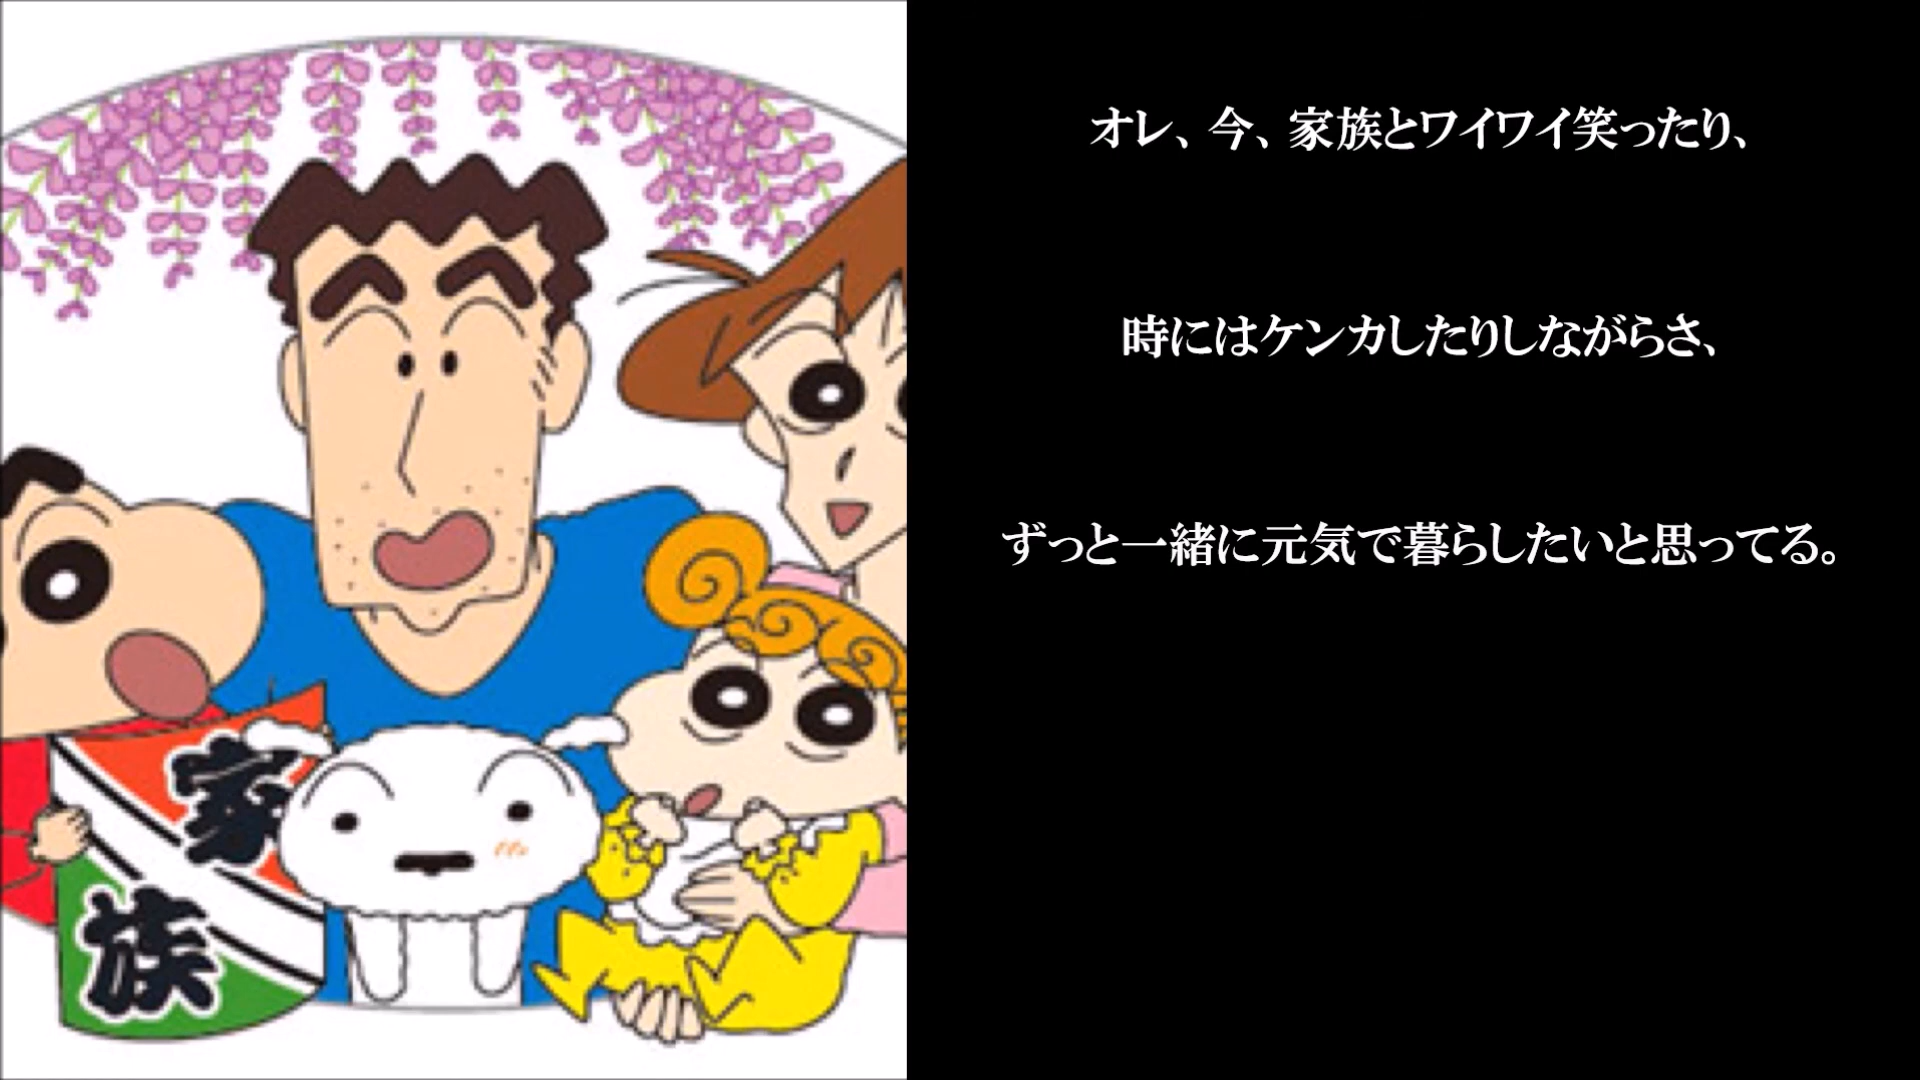 オレ、今、家族とワイワイ笑ったり、
時にはケンカしたりしながらさ、
ずっと一緒に元気で暮らしたいと思ってる。
家
族